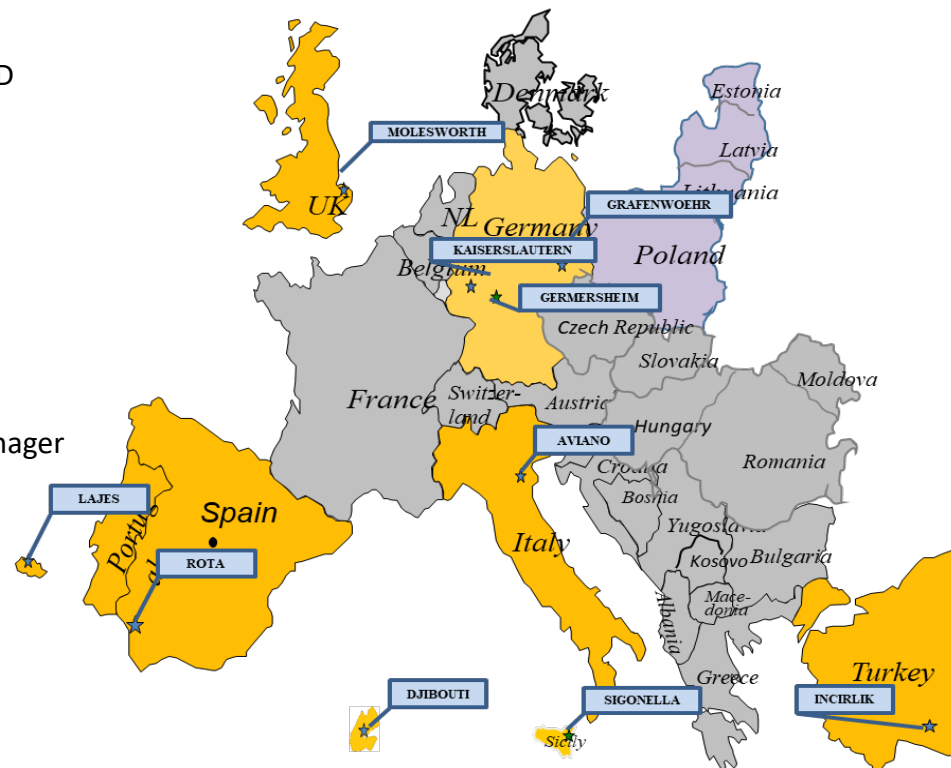 D
Denmark
Estonia
MOLESWORTH
Latvia
Lithuania
UK
NL
GRAFENWOEHR
Germany
KAISERSLAUTERN
Poland
Belgium
GERMERSHEIM
Czech Republic
Slovakia
Moldova
France
Switzer-
land
Austria
Hungary
nager
AVIANO
Romania
Croatia
LAJES
Bosnia
Spain
Portug
al
Yugoslavia
Italy
ROTA
Kosovo
Bulgaria
Mace-
donia
Albania
Greece
Turkey
DJIBOUTI
SIGONELLA
INCIRLIK
Sicily